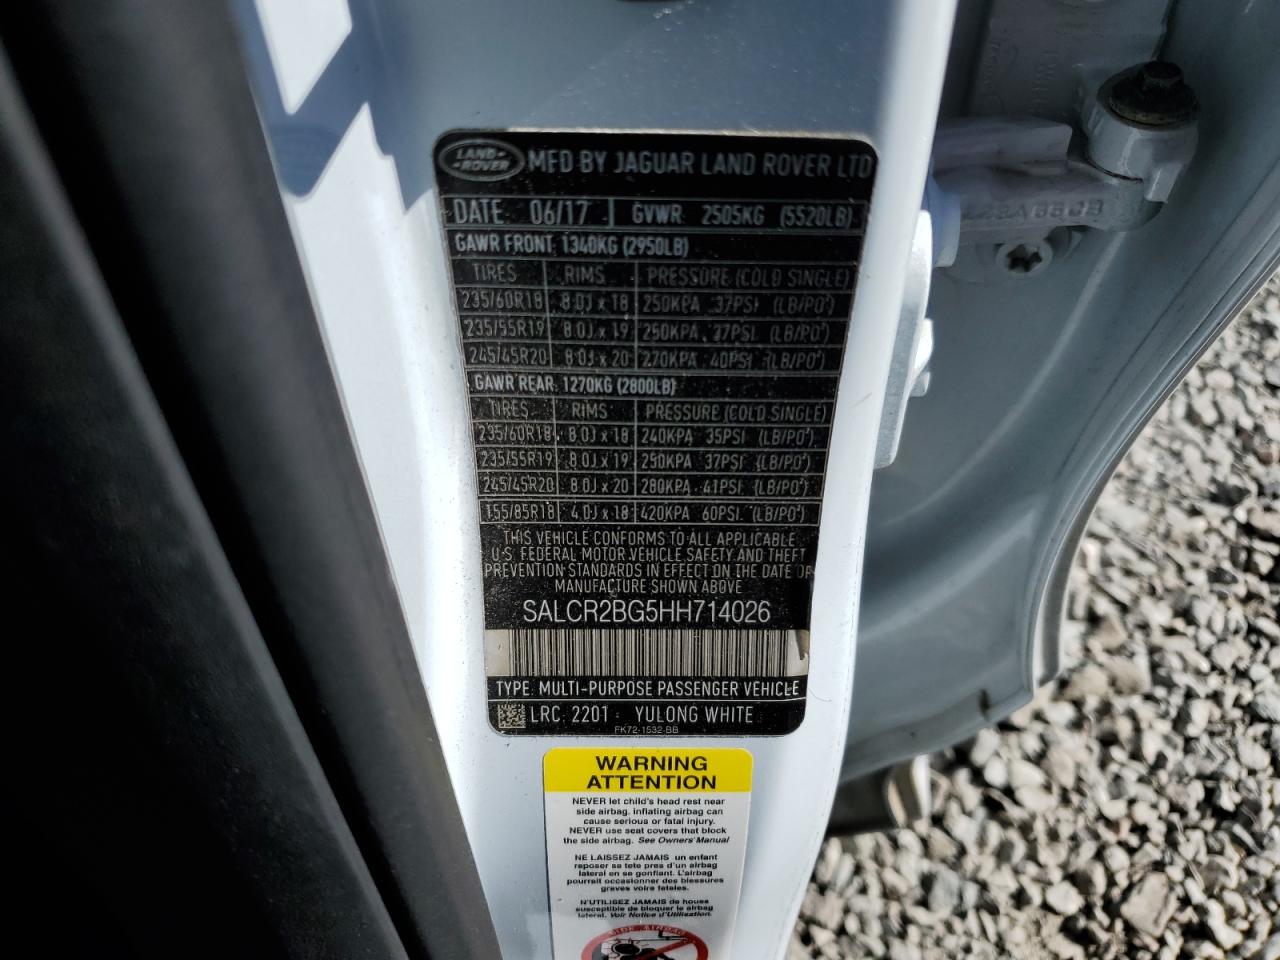 LAND ROVER MFD BY JAGUAR LAND ROVER LTD
DATE 06/17 GVWR 2505KG (5520LB)
GAWR FRONT 1340KG (2950LB)
TIRES RIMS PRESSURE (COLD SINGLE)
235/60R18 8.0J x 18 250KPA 37PSI (LB/PO²)
235/55R19 8.0J x 19 250KPA 37PSI (LB/PO²)
245/45R20 8.0J x 20 270KPA 40PSI (LB/PO²)
GAWR REAR 1270KG (2800LB)
TIRES RIMS PRESSURE (COLD SINGLE)
235/60R18 8.0J x 18 240KPA 35PSI (LB/PO²)
235/55R19 8.0J x 19 250KPA 37PSI (LB/PO²)
245/45R20 8.0J x 20 280KPA 41PSI (LB/PO²)
155/85R18 4.0J x 18 420KPA 60PSI (LB/PO²)
THIS VEHICLE CONFORMS TO ALL APPLICABLE
U.S. FEDERAL MOTOR VEHICLE SAFETY AND THEFT
PREVENTION STANDARDS IN EFFECT ON THE DATE OF
MANUFACTURE SHOWN ABOVE
SALCR2BG5HH714026
TYPE: MULTI-PURPOSE PASSENGER VEHICLE
LRC 2201 YULONG WHITE
FK72-1532-BB
WARNING
ATTENTION
NEVER let child's head rest near
side airbag. inflating airbag can
cause serious or fatal injury.
NEVER use seat covers that block
the side airbag. See Owners Manual
NE LAISSEZ JAMAIS un enfant
reposer sa tete pres d'un airbag
lateral en se gonflant. L'airbag
pourrait occasionner des blessures
graves voire fatales.
N'UTILISEZ JAMAIS de housse
susceptible de bloquer le airbag
lateral. Voir Notice d'Utilisation.
SIDE AIRBAG